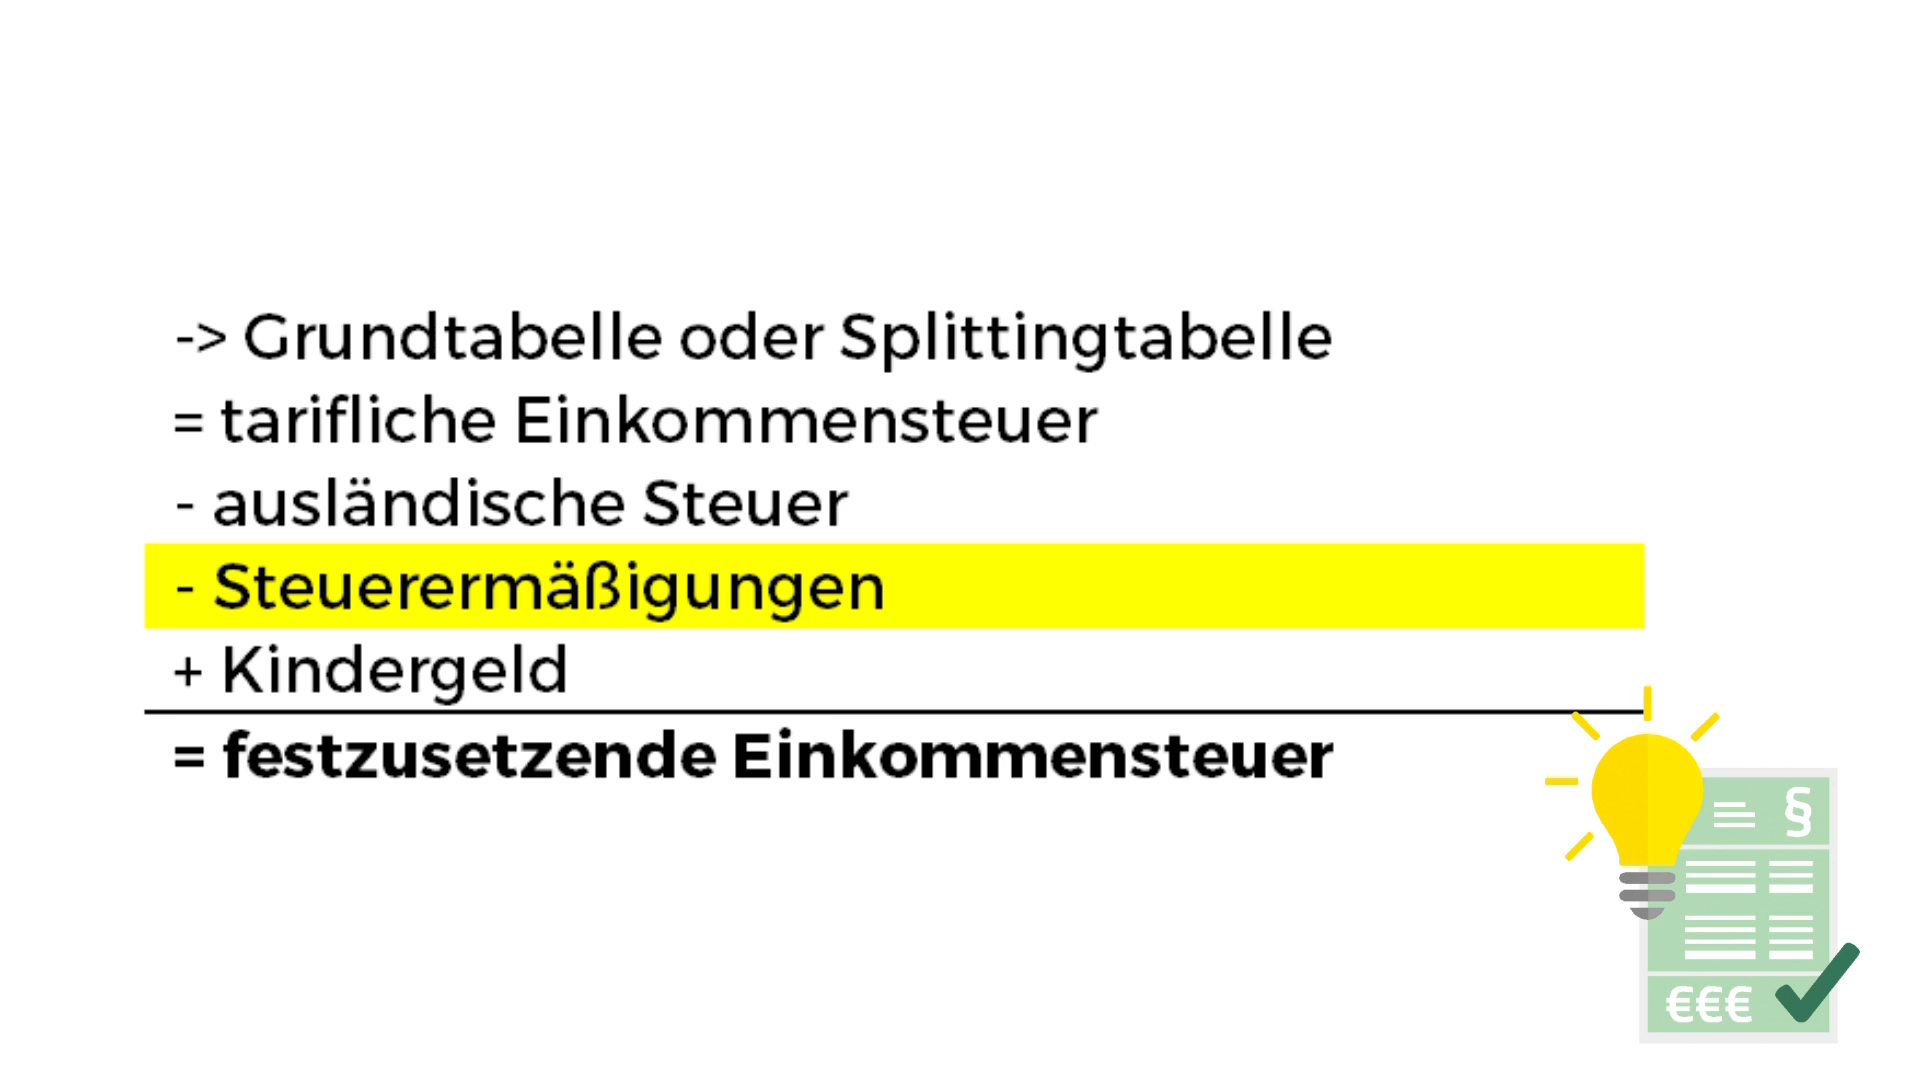 -> Grundtabelle oder Splittingtabelle
= tarifliche Einkommensteuer
- ausländische Steuer
- Steuerermäßigungen
+ Kindergeld
= festzusetzende Einkommensteuer
§
€€€